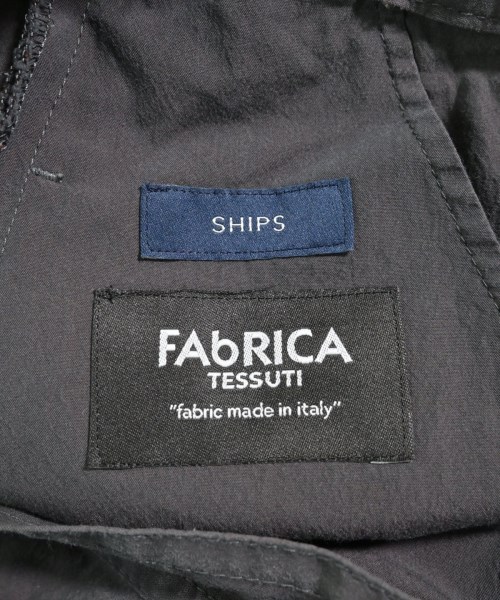 SHIPS
FAbRICA
TESSUTI
"fabric made in italy"